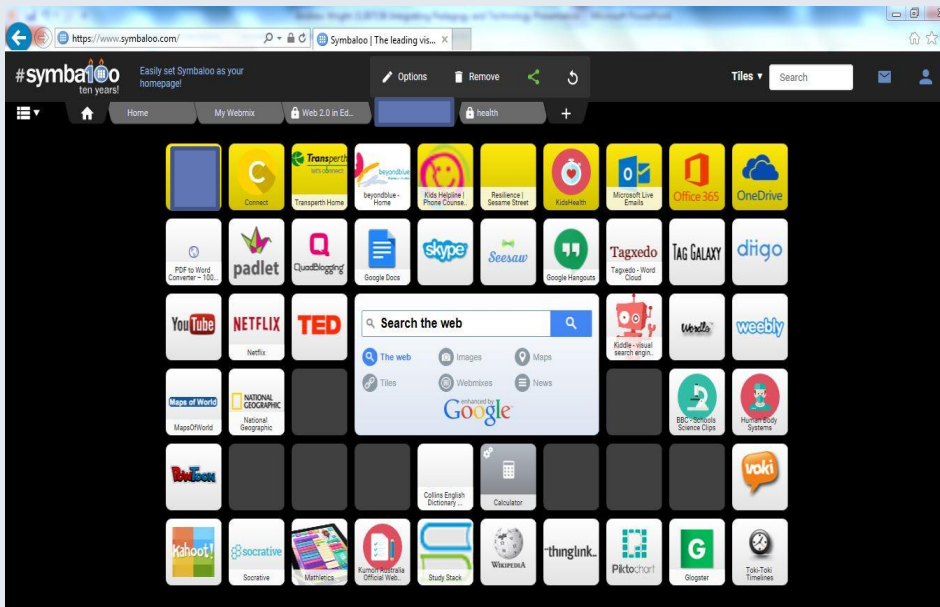 https://www.symbaloo.com/
Symbaloo | The leading vis...
#symbaloo
ten years!
Easily set Symbaloo as your
homepage!
Options
Remove
Tiles
Search
Home
My Webmix
Web 2.0 in Ed...
health
+
Connect
Transperth
let's connect
Transperth Home
beyondblue
beyondblue -
Home
Kids Helpline |
Phone Counse..
Resilience |
Sesame Street
KidsHealth
Microsoft Live
Emails
Office 365
OneDrive
PDF to Word
Converter – 100...
padlet
QuadBlogging
Google Docs
skype
Seesaw
Google Hangouts
Tagxedo
Tagxedo - Word
Cloud
TAG GALAXY
diigo
YouTube
NETFLIX
Netflix
TED
Search the web
The web
Images
Maps
Tiles
Webmixes
News
enhanced by
Google
Kiddle - visual
search engin..
Wordle
weebly
Maps of World
MapsOfWorld
NATIONAL
GEOGRAPHIC
National
Geographic
BBC - Schools
Science Clips
Human Body
Systems
PowToon
Collins English
Dictionary ...
Calculator
voki
Kahoot!
socrative
Socrative
Mathletics
Kumon Australia
Official Web..
Study Stack
WIKIPEDIA
thinglink..
Piktochart
G
Glogster
Toki-Toki
Timelines